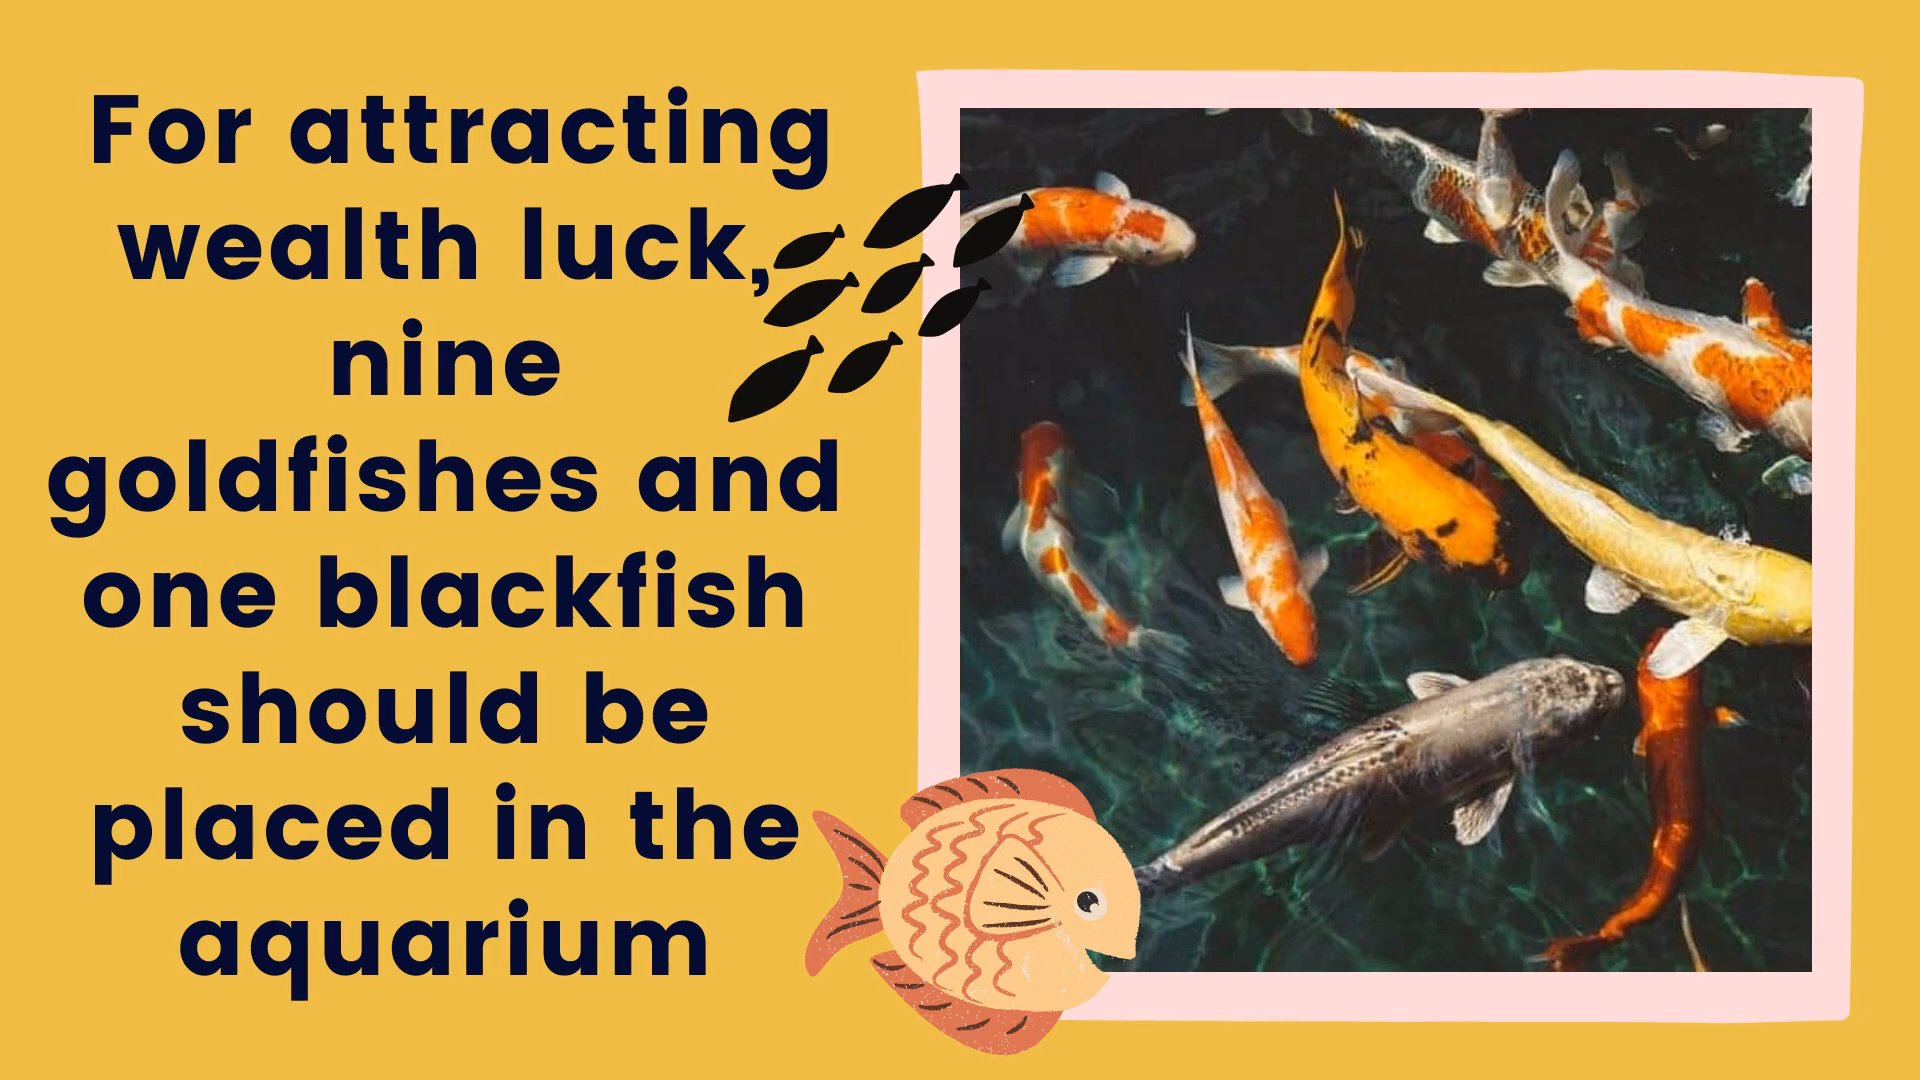 For attracting
wealth luck,
nine
goldfishes and
one blackfish
should be
placed in the
aquarium